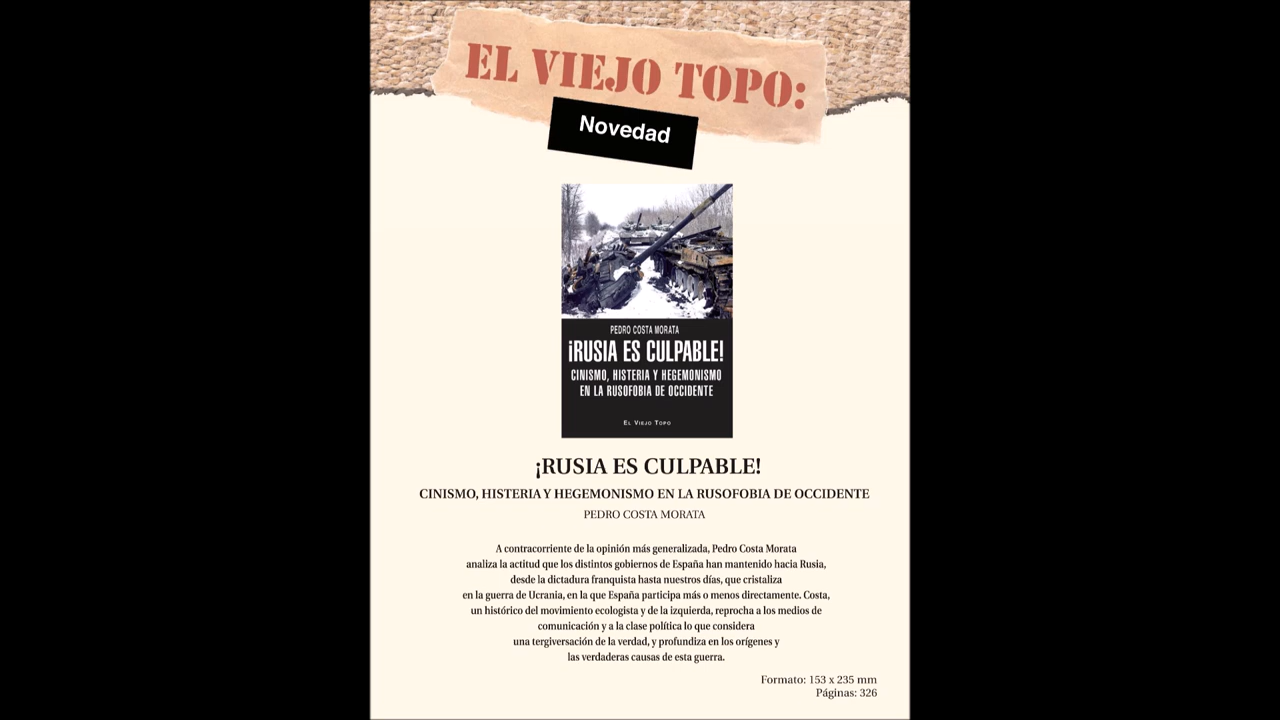 EL VIEJO TOPO:
Novedad
PEDRO COSTA MORATA
¡RUSIA ES CULPABLE!
CINISMO, HISTERIA Y HEGEMONISMO
EN LA RUSOFOBIA DE OCCIDENTE
EL VIEJO TOPO
¡RUSIA ES CULPABLE!
CINISMO, HISTERIA Y HEGEMONISMO EN LA RUSOFOBIA DE OCCIDENTE
PEDRO COSTA MORATA
A contracorriente de la opinión más generalizada, Pedro Costa Morata
analiza la actitud que los distintos gobiernos de España han mantenido hacia Rusia,
desde la dictadura franquista hasta nuestros días, que cristaliza
en la guerra de Ucrania, en la que España participa más o menos directamente. Costa,
un histórico del movimiento ecologista y de la izquierda, reprocha a los medios de
comunicación y a la clase política lo que considera
una tergiversación de la verdad, y profundiza en los orígenes y
las verdaderas causas de esta guerra.
Formato: 153 x 235 mm
Páginas: 326